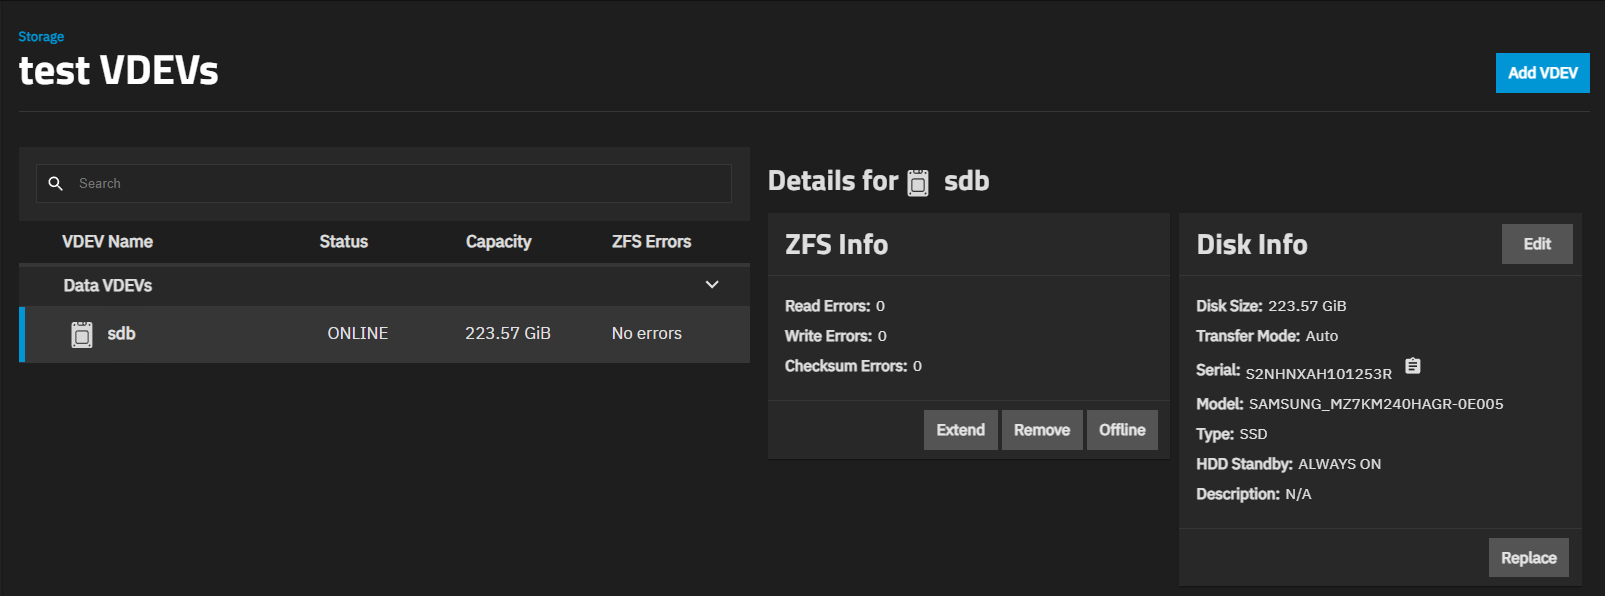 Storage
test VDEVs
Add VDEV
Search
VDEV Name Status Capacity ZFS Errors
Data VDEVs
sdb ONLINE 223.57 GiB No errors
Details for sdb
ZFS Info
Read Errors: 0
Write Errors: 0
Checksum Errors: 0
Extend Remove Offline
Disk Info
Edit
Disk Size: 223.57 GiB
Transfer Mode: Auto
Serial: S2NHNXAH101253R
Model: SAMSUNG_MZ7KM240HAGR-0E005
Type: SSD
HDD Standby: ALWAYS ON
Description: N/A
Replace